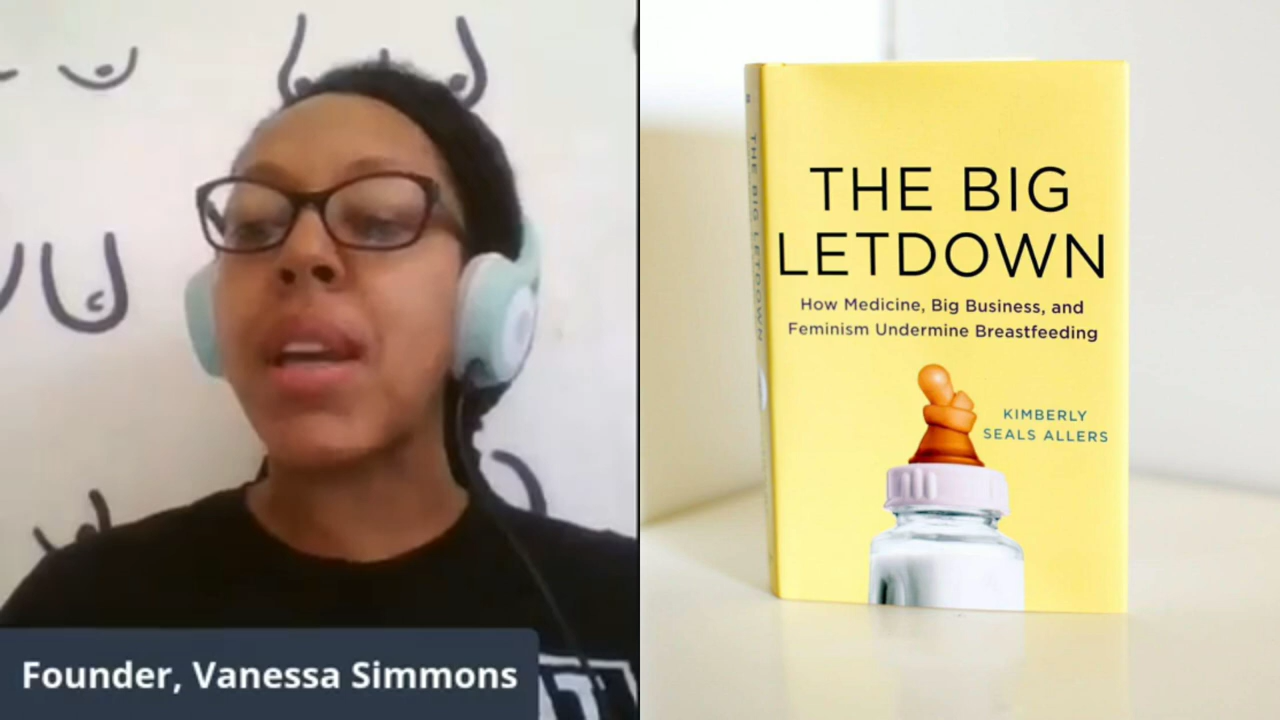 Founder, Vanessa Simmons
THE BIG LETDOWN
THE BIG
LETDOWN
How Medicine, Big Business, and
Feminism Undermine Breastfeeding
KIMBERLY
SEALS ALLERS